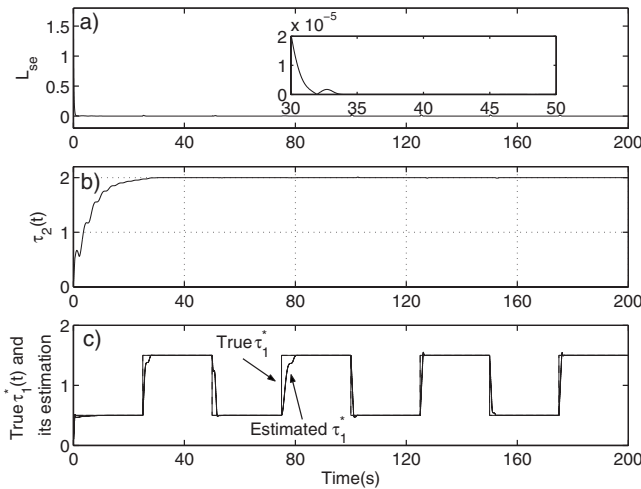 a)
x 10^-5
L_se
1.5
1
0.5
0
2
1
0
30 35 40 45 50
0 40 80 120 160 200
b)
τ_2(t)
2
1
0
0 40 80 120 160 200
c)
True τ_1^*(t) and
its estimation
2
1
0
True τ_1^*
Estimated τ_1^*
0 40 80 120 160 200
Time(s)